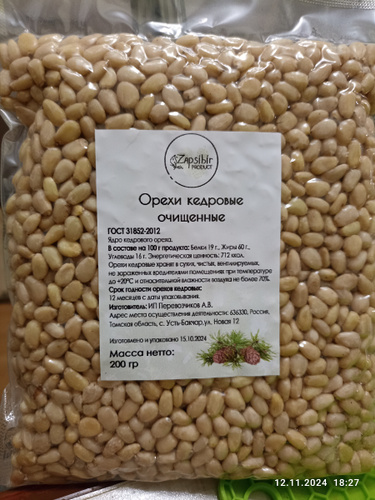 Zapsibir
PRODUCT
Орехи кедровые
очищенные
ГОСТ 31852-2012
Ядро кедрового ореха.
В составе на 100 г продукта: Белки 19 г., Жиры 60 г.,
Углеводы 16 г. Энергетическая ценность: 712 ккал.
Орехи кедровые хранят в сухих, чистых, вентилируемых,
не зараженных вредителями помещениях при температуре
до +20°С и относительной влажности воздуха не более 70%.
Срок годности орехов кедровых:
12 месяцев с даты упаковывания.
Изготовитель: ИП Перевозчиков А.В.
Адрес места осуществления деятельности: 636330, Россия,
Томская область, с. Усть-Бакчар,ул. Новая 12
Изготовлено и упаковано 15.10.2024
Масса нетто:
200 гр
12.11.2024 18:27